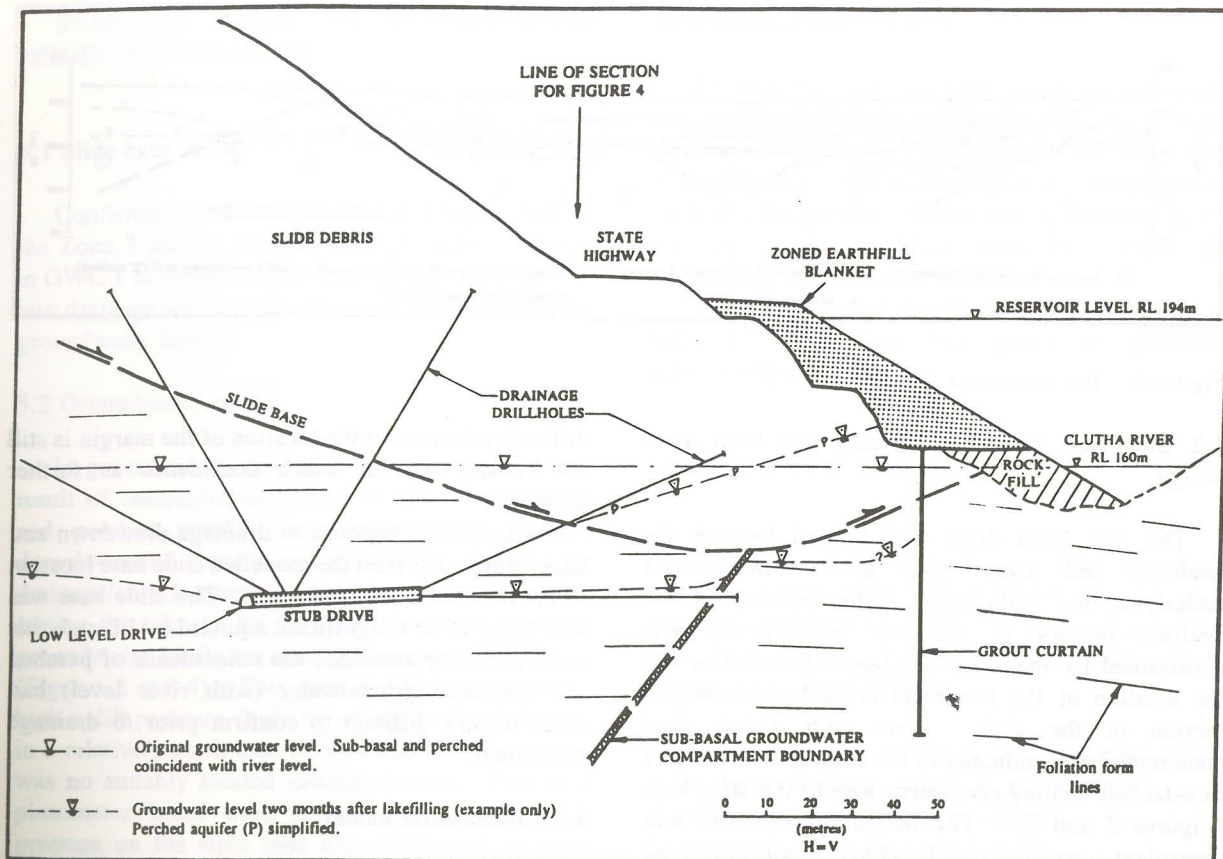 LINE OF SECTION
FOR FIGURE 4
SLIDE DEBRIS
STATE
HIGHWAY
ZONED EARTHFILL
BLANKET
RESERVOIR LEVEL RL 194m
DRAINAGE
DRILLHOLES
SLIDE BASE
P
P
P
CLUTHA RIVER
RL 160m
ROCK
FILL
?
?
STUB DRIVE
LOW LEVEL DRIVE
GROUT CURTAIN
SUB-BASAL GROUNDWATER
COMPARTMENT BOUNDARY
Foliation form
lines
Original groundwater level. Sub-basal and perched
coincident with river level.
Groundwater level two months after lakefilling (example only)
Perched aquifer (P) simplified.
0 10 20 30 40 50
(metres)
H=V